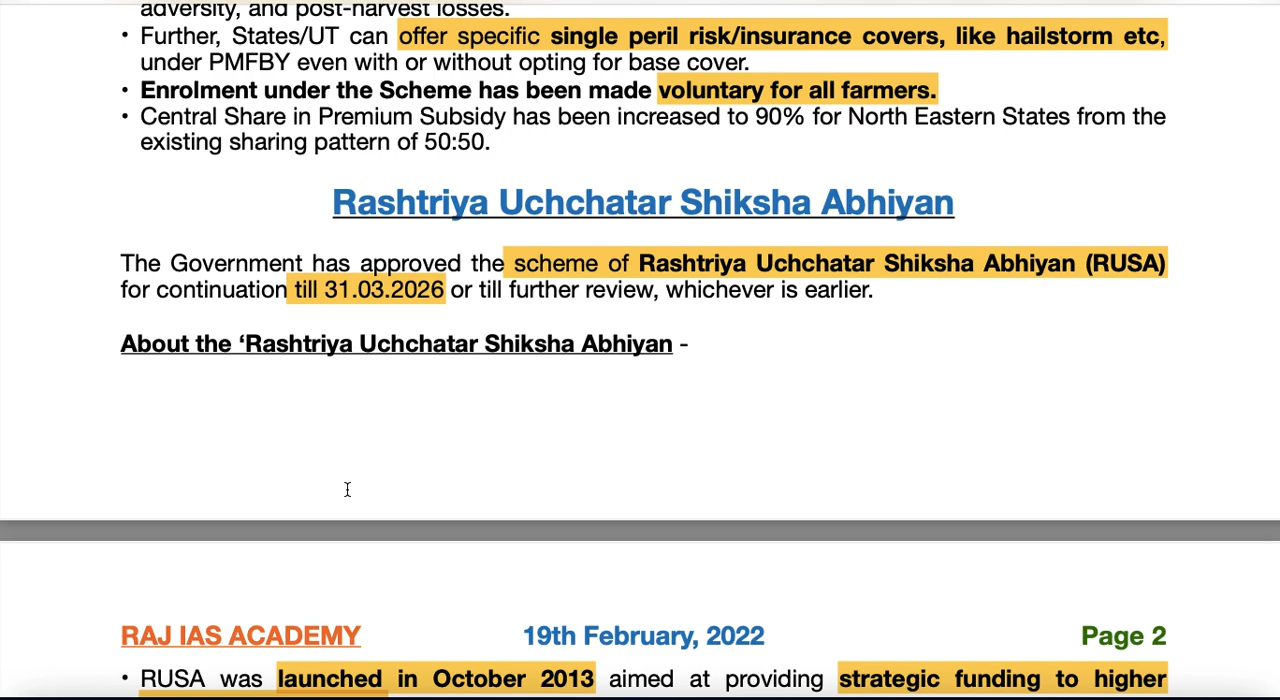 adversity, and post-harvest losses.
• Further, States/UT can offer specific single peril risk/insurance covers, like hailstorm etc,
under PMFBY even with or without opting for base cover.
• Enrolment under the Scheme has been made voluntary for all farmers.
• Central Share in Premium Subsidy has been increased to 90% for North Eastern States from the
existing sharing pattern of 50:50.
Rashtriya Uchchatar Shiksha Abhiyan
The Government has approved the scheme of Rashtriya Uchchatar Shiksha Abhiyan (RUSA)
for continuation till 31.03.2026 or till further review, whichever is earlier.
About the ‘Rashtriya Uchchatar Shiksha Abhiyan -
RAJ IAS ACADEMY 19th February, 2022 Page 2
• RUSA was launched in October 2013 aimed at providing strategic funding to higher